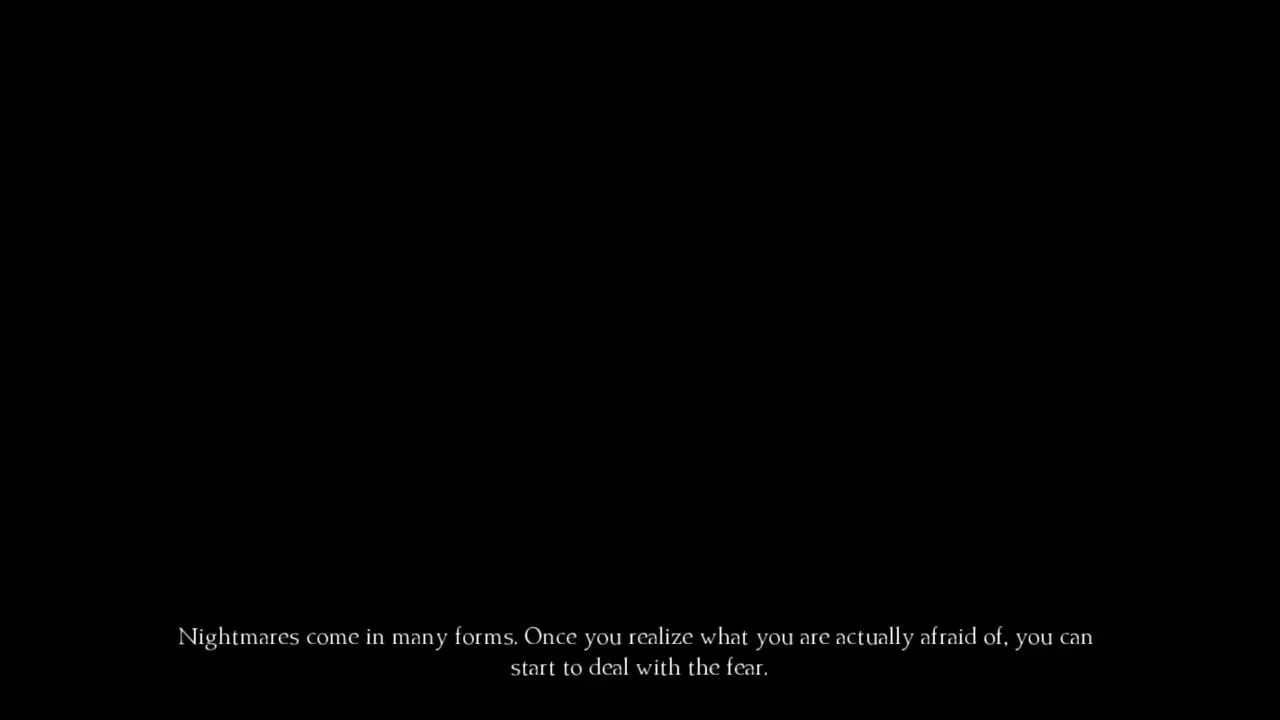 Nightmares come in many forms. Once you realize what you are actually afraid of, you can
start to deal with the fear.